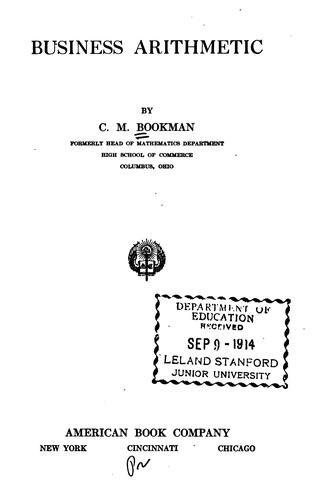 BUSINESS ARITHMETIC
BY
C. M. BOOKMAN
FORMERLY HEAD OF MATHEMATICS DEPARTMENT
HIGH SCHOOL OF COMMERCE
COLUMBUS, OHIO
DEPARTMENT OF
EDUCATION
RECEIVED
SEP 9 - 1914
LELAND STANFORD
JUNIOR UNIVERSITY
AMERICAN BOOK COMPANY
NEW YORK CINCINNATI CHICAGO